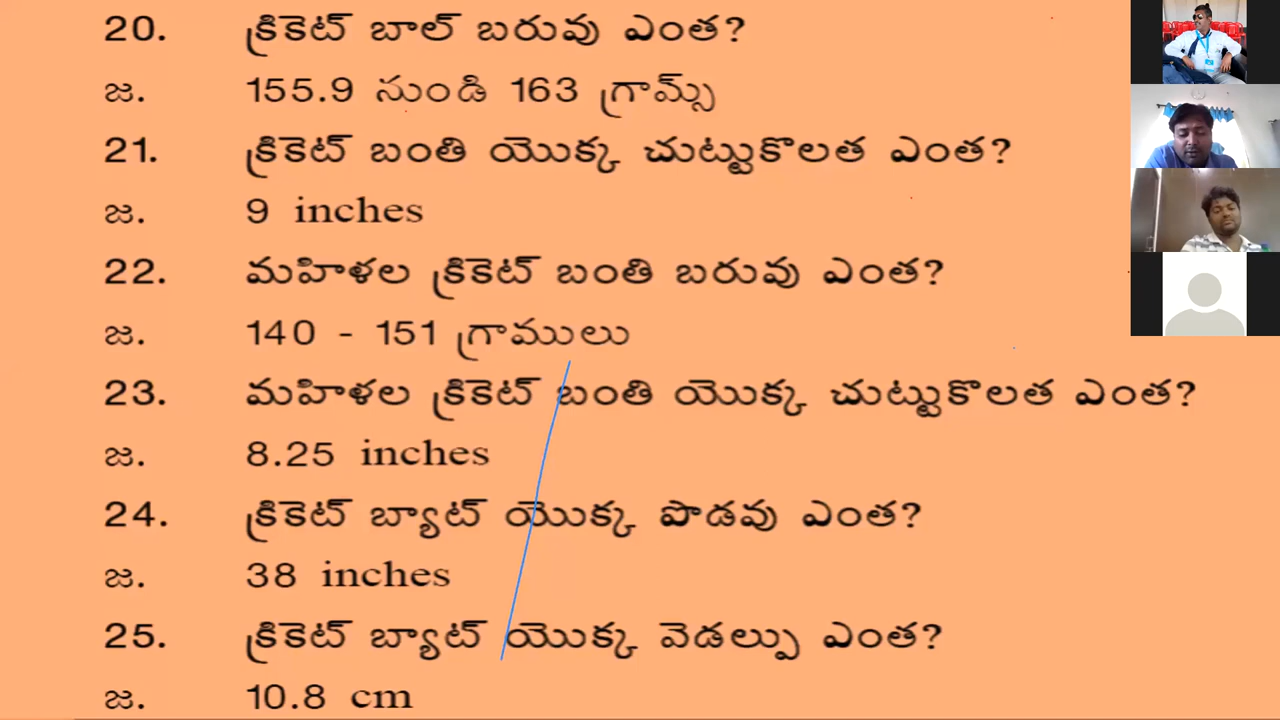 20. క్రికెట్ బాల్ బరువు ఎంత?
జ. 155.9 నుండి 163 గ్రామ్స్
21. క్రికెట్ బంతి యొక్క చుట్టుకొలత ఎంత?
జ. 9 inches
22. మహిళల క్రికెట్ బంతి బరువు ఎంత?
జ. 140 - 151 గ్రాములు
23. మహిళల క్రికెట్ బంతి యొక్క చుట్టుకొలత ఎంత?
జ. 8.25 inches
24. క్రికెట్ బ్యాట్ యొక్క పొడవు ఎంత?
జ. 38 inches
25. క్రికెట్ బ్యాట్ యొక్క వెడల్పు ఎంత?
జ. 10.8 cm